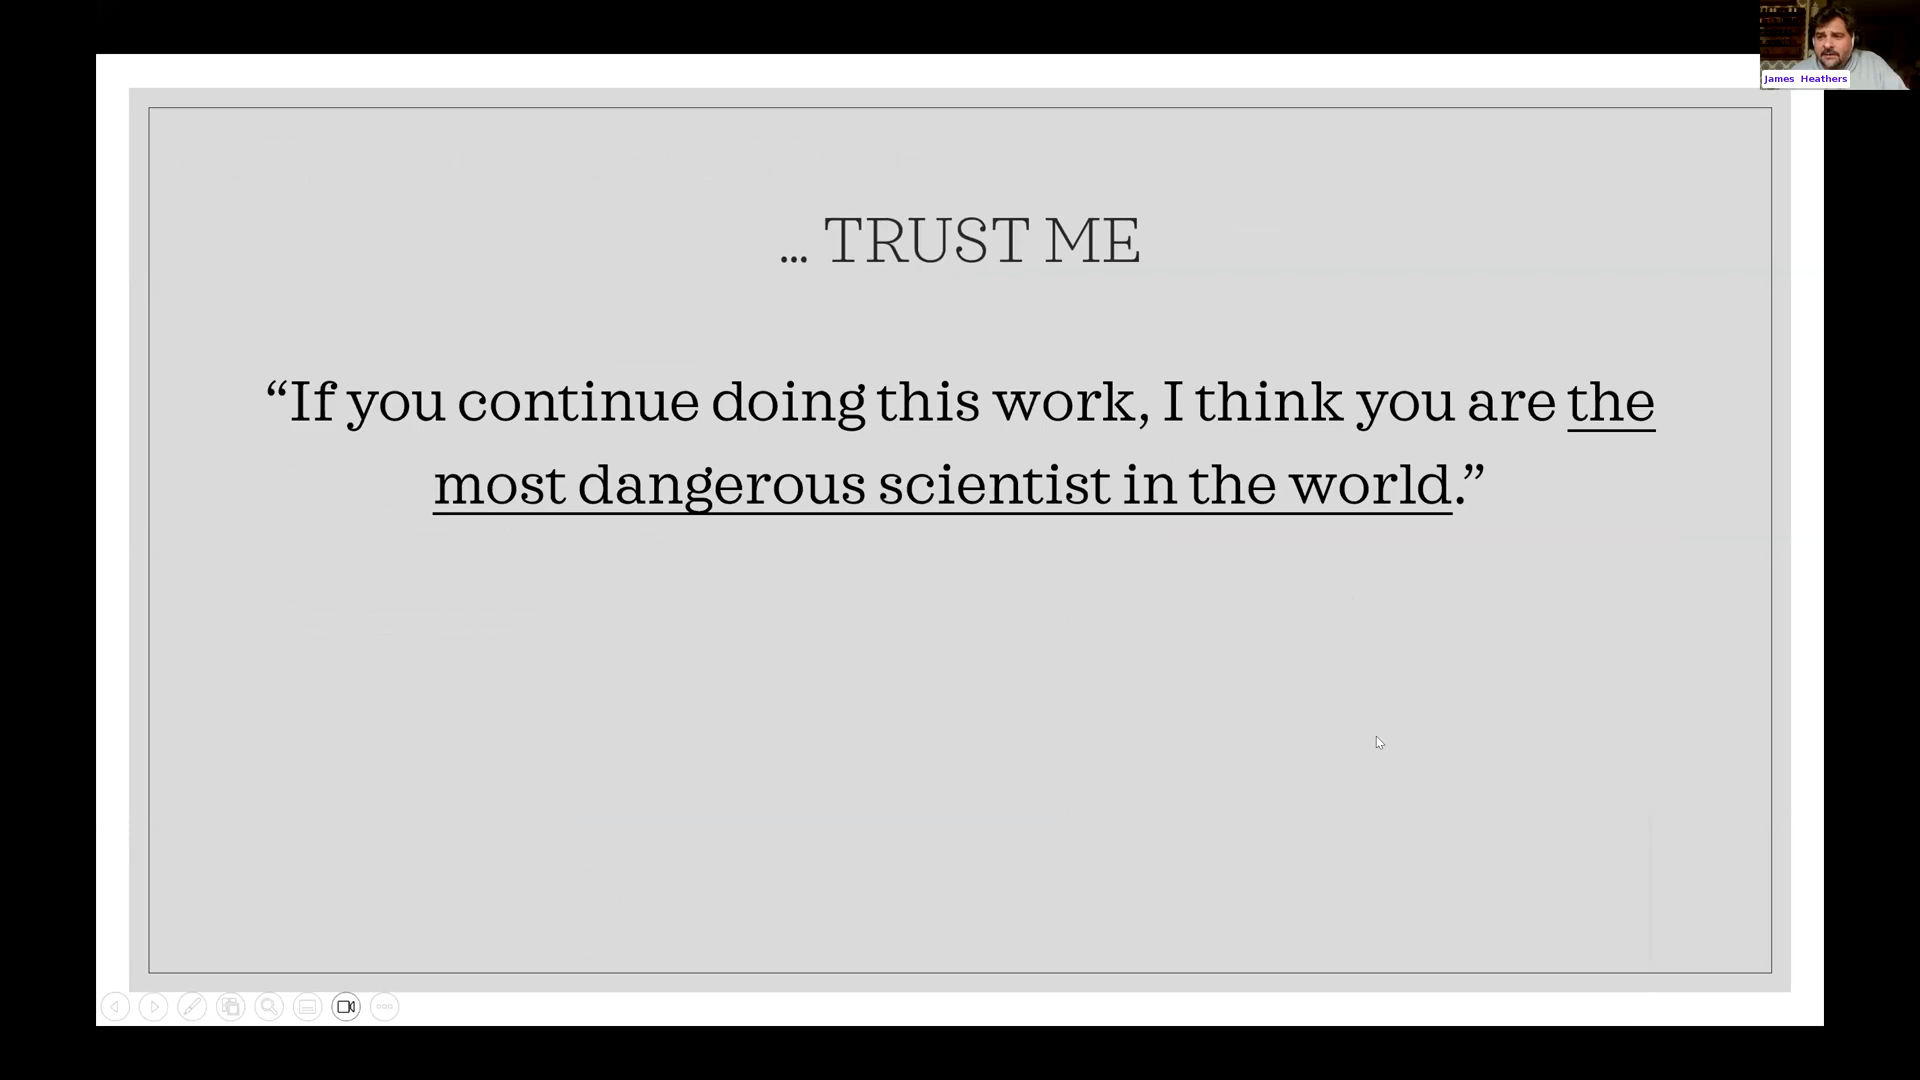 James Heathers
... TRUST ME
“If you continue doing this work, I think you are the
most dangerous scientist in the world.”